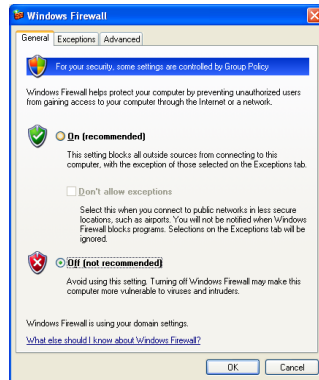 Windows Firewall
General Exceptions Advanced
For your security, some settings are controlled by Group Policy
Windows Firewall helps protect your computer by preventing unauthorized users
from gaining access to your computer through the Internet or a network.
On (recommended)
This setting blocks all outside sources from connecting to this
computer, with the exception of those selected on the Exceptions tab.
Don't allow exceptions
Select this when you connect to public networks in less secure
locations, such as airports. You will not be notified when Windows
Firewall blocks programs. Selections on the Exceptions tab will be
ignored.
Off (not recommended)
Avoid using this setting. Turning off Windows Firewall may make this
computer more vulnerable to viruses and intruders.
Windows Firewall is using your domain settings.
What else should I know about Windows Firewall?
OK Cancel